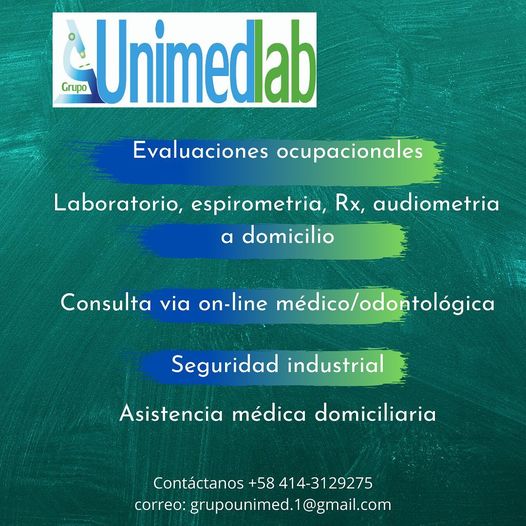 Grupo Unimedlab
Evaluaciones ocupacionales
Laboratorio, espirometria, Rx, audiometria
a domicilio
Consulta via on-line médico/odontológica
Seguridad industrial
Asistencia médica domiciliaria
Contáctanos +58 414-3129275
correo: grupounimed.1@gmail.com